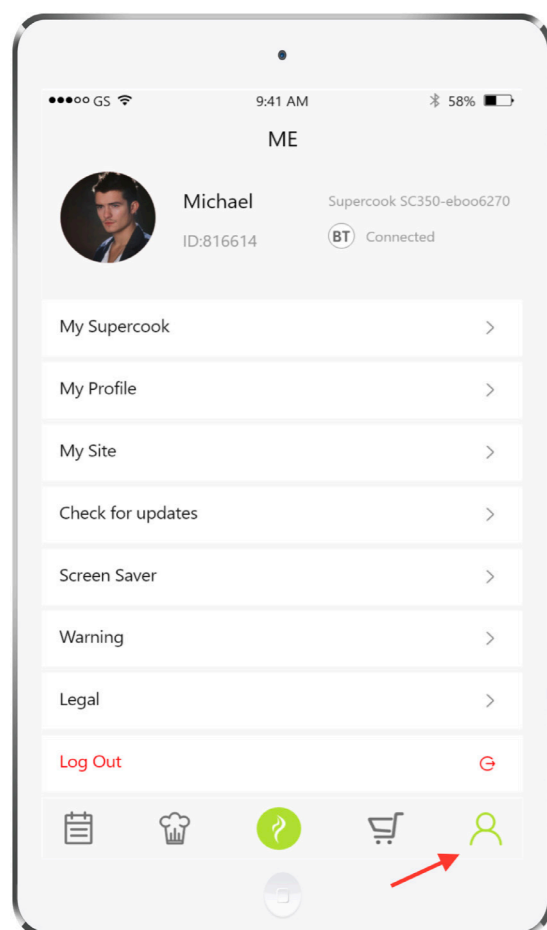 GS 9:41 AM 58%
ME
Michael Supercook SC350-eboo6270
ID:816614 BT Connected
My Supercook
My Profile
My Site
Check for updates
Screen Saver
Warning
Legal
Log Out